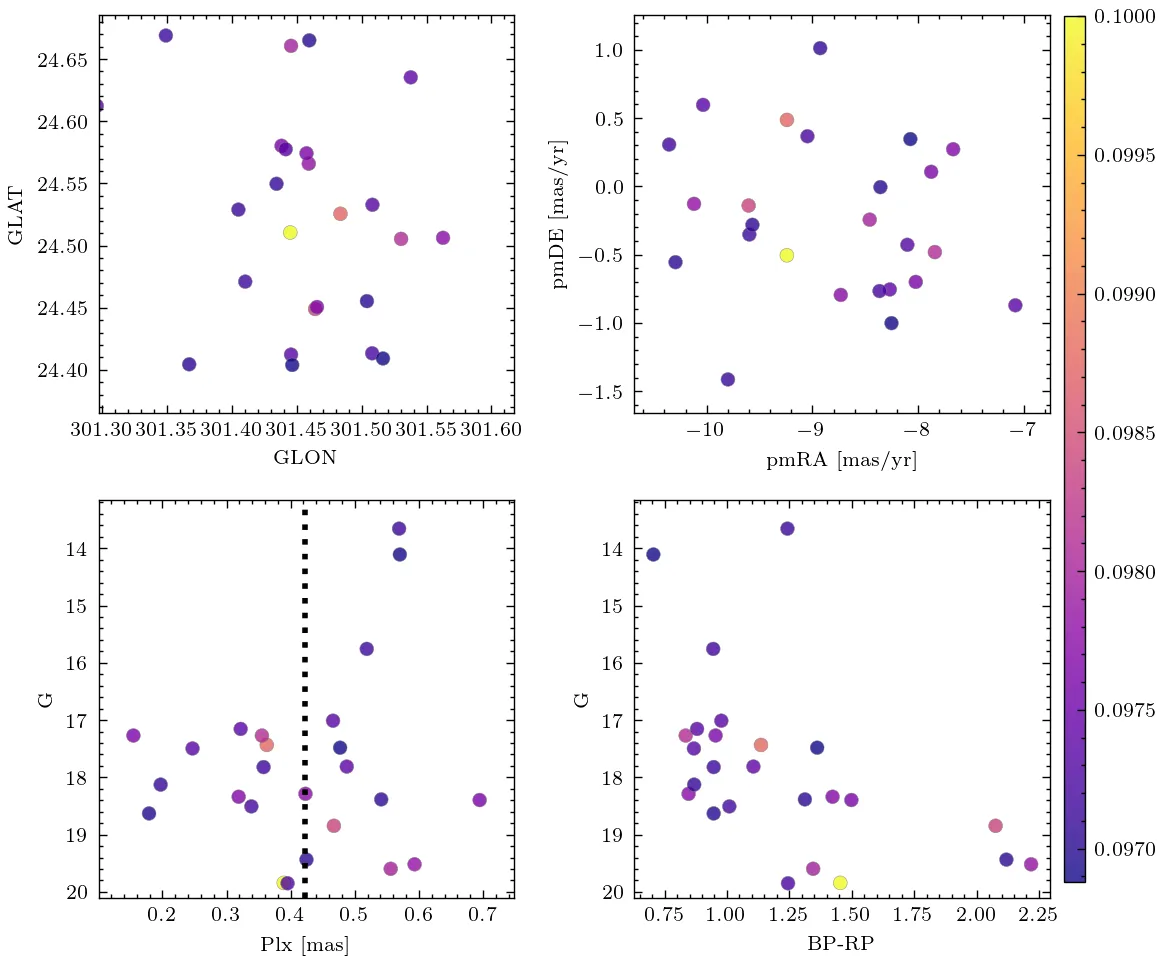 24.65
24.60
24.55
24.50
24.45
24.40
GLAT
301.30 301.35 301.40 301.45 301.50 301.55 301.60
GLON
1.0
0.5
0.0
−0.5
−1.0
−1.5
pmDE [mas/yr]
−10 −9 −8 −7
pmRA [mas/yr]
0.1000
0.0995
0.0990
0.0985
0.0980
0.0975
0.0970
14
15
16
17
18
19
20
G
0.2 0.3 0.4 0.5 0.6 0.7
Plx [mas]
14
15
16
17
18
19
20
G
0.75 1.00 1.25 1.50 1.75 2.00 2.25
BP-RP